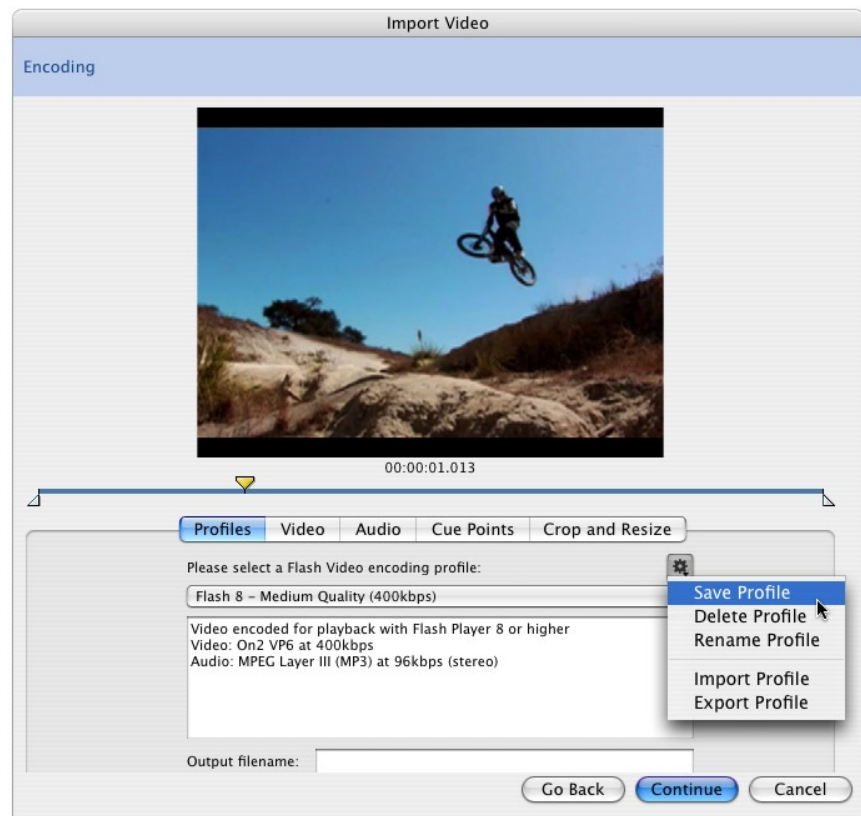 Import Video
Encoding
00:00:01.013
Profiles Video Audio Cue Points Crop and Resize
Please select a Flash Video encoding profile:
Flash 8 – Medium Quality (400kbps)
Video encoded for playback with Flash Player 8 or higher
Video: On2 VP6 at 400kbps
Audio: MPEG Layer III (MP3) at 96kbps (stereo)
Save Profile
Delete Profile
Rename Profile
Import Profile
Export Profile
Output filename:
Go Back Continue Cancel